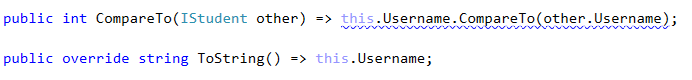 public int CompareTo(IStudent other) => this.Username.CompareTo(other.Username);
public override string ToString() => this.Username;